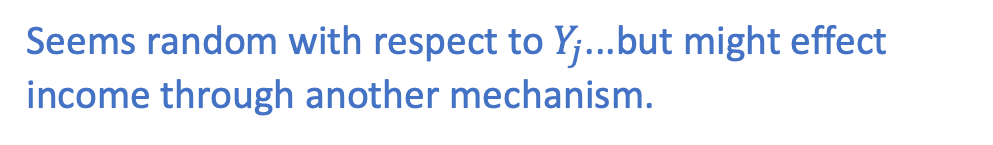 Seems random with respect to Yj...but might effect
income through another mechanism.